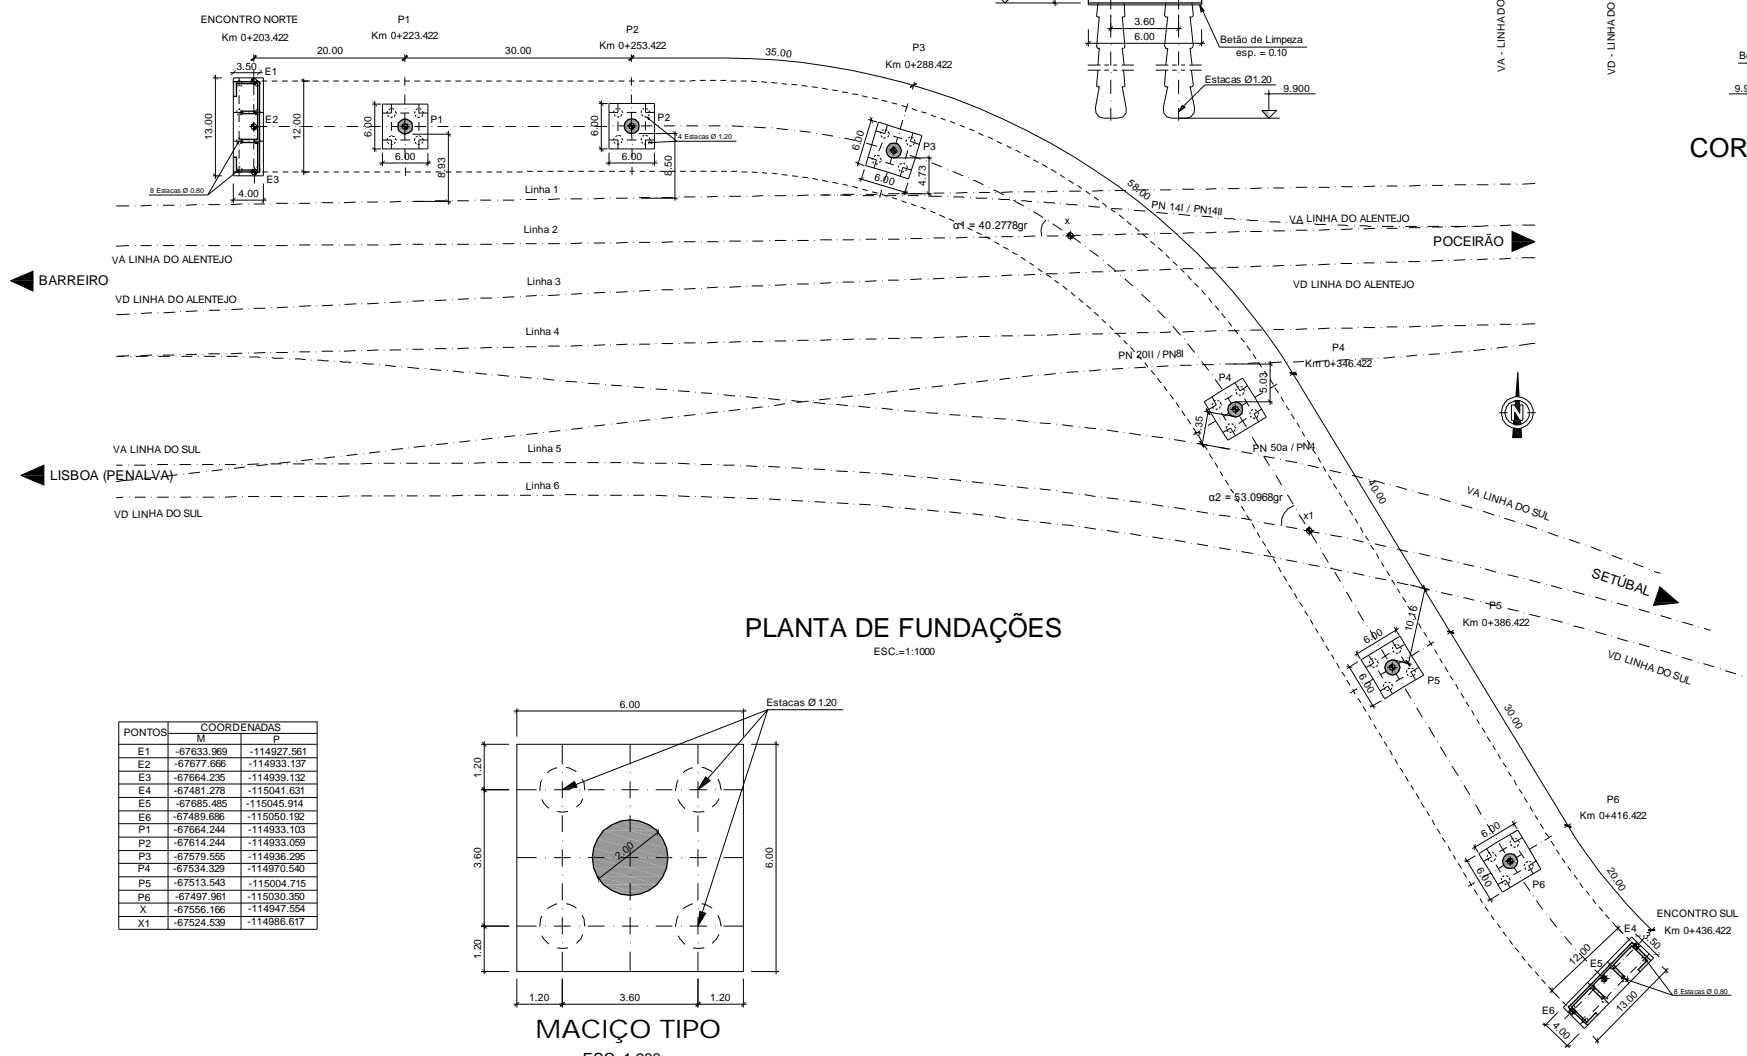 ENCONTRO NORTE
Km 0+203.422
P1
Km 0+223.422
P2
Km 0+253.422
P3
Km 0+288.422
20.00
30.00
35.00
58.00
3.50
E1
E2
E3
13.00
12.00
4.00
8 Estacas Ø 0.80
6.00
P1
6.00
8.93
6.00
P2
6.00
4 Estacas Ø 1.20
8.50
6.00
P3
6.00
4.73
3.60
6.00
Betão de Limpeza
esp. = 0.10
Estacas Ø1.20
9.900
VA - LINHA DO
VD - LINHA DO
COR
Linha 1
Linha 2
Linha 3
Linha 4
Linha 5
Linha 6
VA LINHA DO ALENTEJO
BARREIRO
VD LINHA DO ALENTEJO
VA LINHA DO SUL
LISBOA (PENALVA)
VD LINHA DO SUL
α1 = 40.2778gr
x
PN 14I / PN14II
VA LINHA DO ALENTEJO
POCEIRÃO
VD LINHA DO ALENTEJO
PN 20II / PN8I
P4
Km 0+346.422
P4
5.03
4.35
PN 50a / PN4
N
40.00
α2 = 53.0968gr
x1
VA LINHA DO SUL
SETÚBAL
VD LINHA DO SUL
10.16
P5
Km 0+386.422
6.00
6.00
P5
30.00
P6
Km 0+416.422
6.00
6.00
P6
20.00
ENCONTRO SUL
Km 0+436.422
E4
3.50
12.00
E5
8 Estacas Ø 0.80
13.00
E6
4.00
PLANTA DE FUNDAÇÕES
ESC.=1:1000
PONTOS COORDENADAS
M P
E1 -67633.969 -114927.561
E2 -67677.666 -114933.137
E3 -67664.235 -114939.132
E4 -67481.278 -115041.631
E5 -67685.485 -115045.914
E6 -67489.686 -115050.192
P1 -67664.244 -114933.103
P2 -67614.244 -114933.059
P3 -67579.555 -114936.295
P4 -67534.329 -114970.540
P5 -67513.543 -115004.715
P6 -67497.961 -115030.350
X -67556.166 -114947.554
X1 -67524.539 -114986.617
6.00
Estacas Ø 1.20
1.20
3.60
1.20
2.00
6.00
1.20
3.60
1.20
MACIÇO TIPO